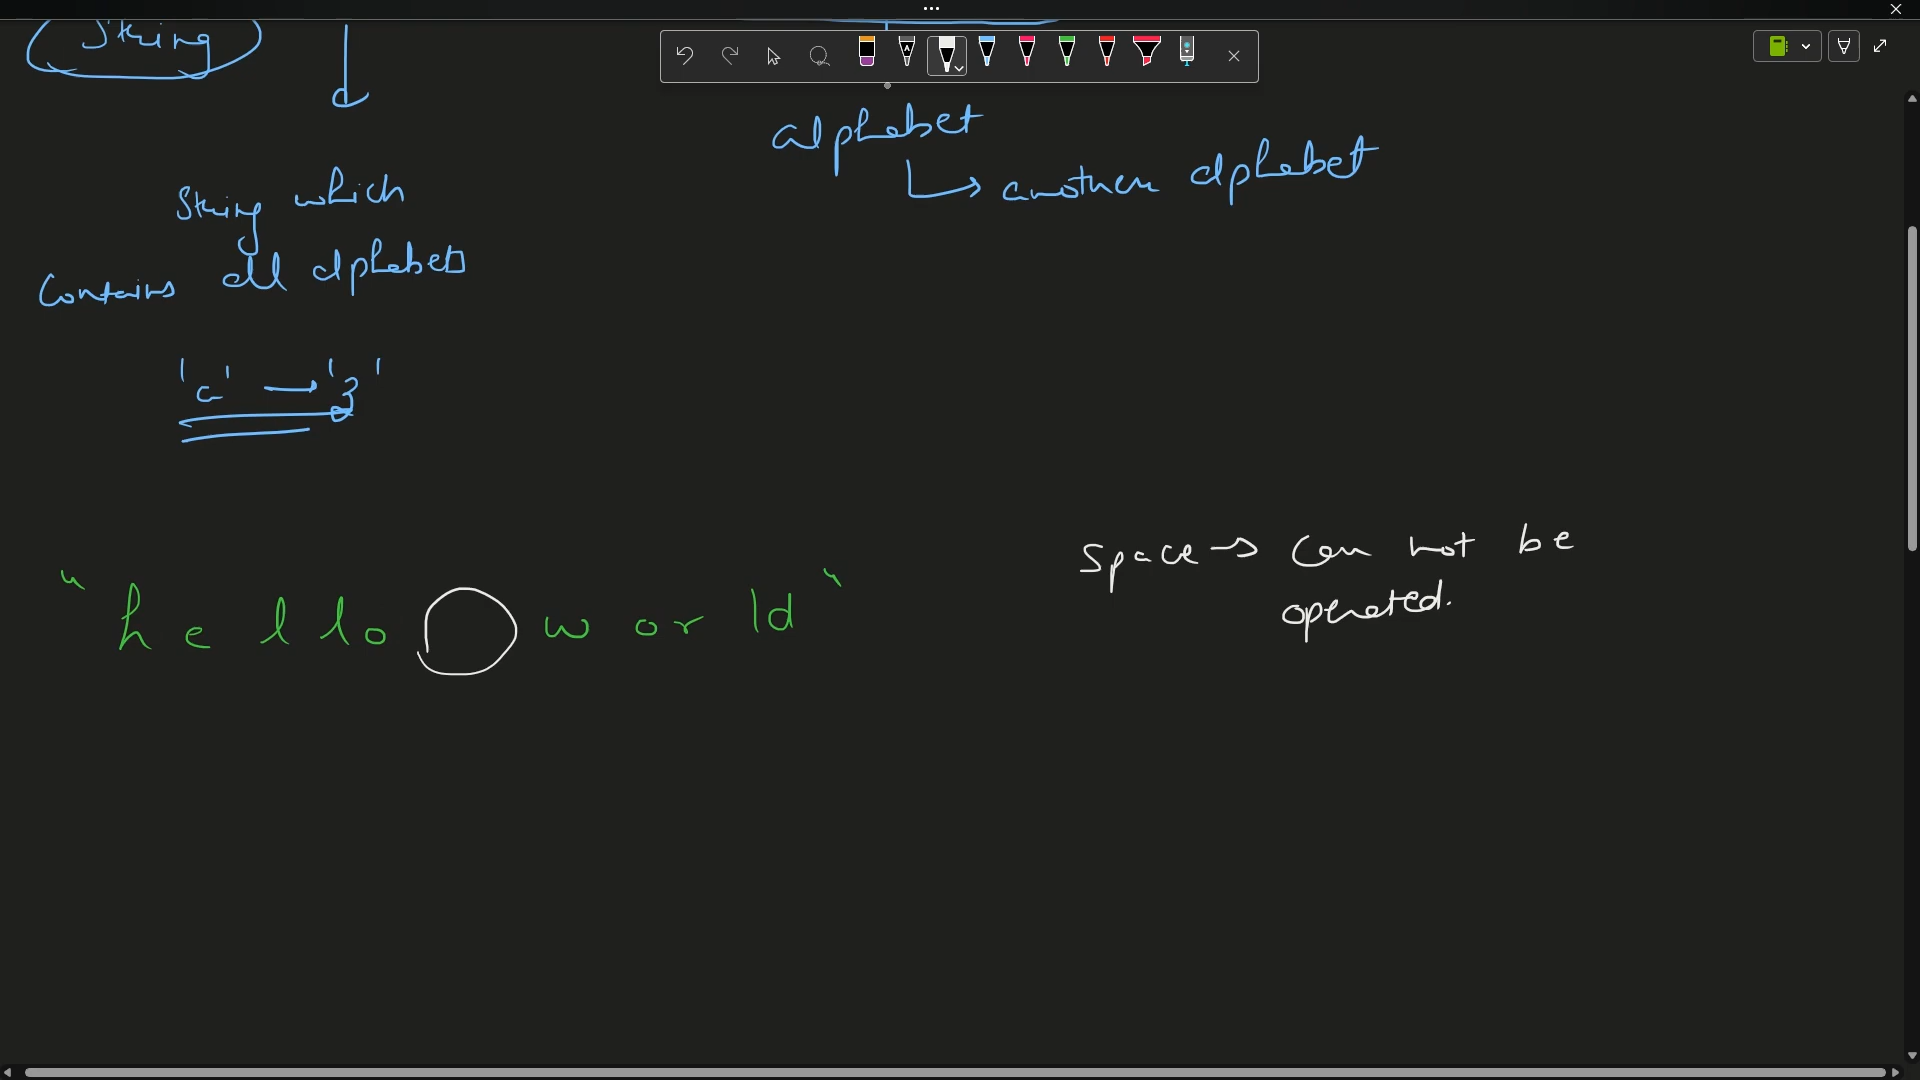 String
alphabet
→ another alphabet
String which
Contains all alphabets
'a' → 'z'
Space → Can not be
operated.
"hello world"